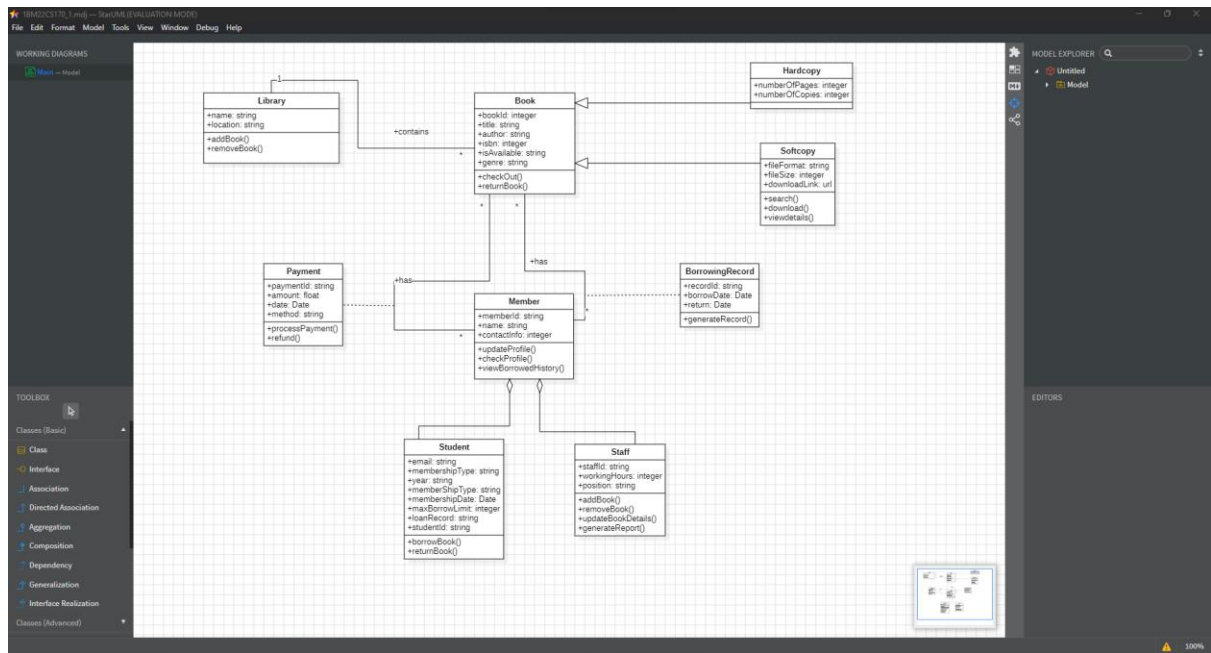 1BM22CS170_1.mdj — StarUML(EVALUATION MODE)
File Edit Format Model Tools View Window Debug Help
WORKING DIAGRAMS
Main — Model
TOOLBOX
Classes (Basic)
Class
Interface
Association
Directed Association
Aggregation
Composition
Dependency
Generalization
Interface Realization
Classes (Advanced)
1
+contains
*
Library
+name: string
+location: string
+addBook()
+removeBook()
Book
+bookId: integer
+title: string
+author: string
+isbn: integer
+isAvailable: string
+genre: string
+checkOut()
+returnBook()
Hardcopy
+numberOfPages: integer
+numberOfCopies: integer
Softcopy
+fileFormat: string
+fileSize: integer
+downloadLink: url
+search()
+download()
+viewdetails()
* *
+has
+has
* *
Payment
+paymentId: string
+amount: float
+date: Date
+method: string
+processPayment()
+refund()
Member
+memberId: string
+name: string
+contactInfo: integer
+updateProfile()
+checkProfile()
+viewBorrowedHistory()
BorrowingRecord
+recordId: string
+borrowDate: Date
+return: Date
+generateRecord()
Student
+email: string
+membershipType: string
+year: string
+memberShipType: string
+membershipDate: Date
+maxBorrowLimit: integer
+loanRecord: string
+studentId: string
+borrowBook()
+returnBook()
Staff
+staffId: string
+workingHours: integer
+position: string
+addBook()
+removeBook()
+updateBookDetails()
+generateReport()
MODEL EXPLORER
Untitled
Model
EDITORS
100%